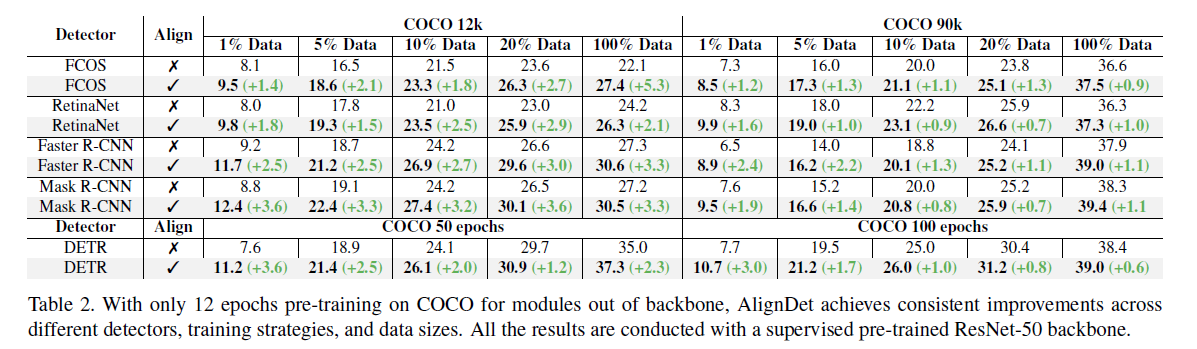 Detector Align COCO 12k COCO 90k
1% Data 5% Data 10% Data 20% Data 100% Data 1% Data 5% Data 10% Data 20% Data 100% Data
FCOS ✗ 8.1 16.5 21.5 23.6 22.1 7.3 16.0 20.0 23.8 36.6
FCOS ✓ 9.5 (+1.4) 18.6 (+2.1) 23.3 (+1.8) 26.3 (+2.7) 27.4 (+5.3) 8.5 (+1.2) 17.3 (+1.3) 21.1 (+1.1) 25.1 (+1.3) 37.5 (+0.9)
RetinaNet ✗ 8.0 17.8 21.0 23.0 24.2 8.3 18.0 22.2 25.9 36.3
RetinaNet ✓ 9.8 (+1.8) 19.3 (+1.5) 23.5 (+2.5) 25.9 (+2.9) 26.3 (+2.1) 9.9 (+1.6) 19.0 (+1.0) 23.1 (+0.9) 26.6 (+0.7) 37.3 (+1.0)
Faster R-CNN ✗ 9.2 18.7 24.2 26.6 27.3 6.5 14.0 18.8 24.1 37.9
Faster R-CNN ✓ 11.7 (+2.5) 21.2 (+2.5) 26.9 (+2.7) 29.6 (+3.0) 30.6 (+3.3) 8.9 (+2.4) 16.2 (+2.2) 20.1 (+1.3) 25.2 (+1.1) 39.0 (+1.1)
Mask R-CNN ✗ 8.8 19.1 24.2 26.5 27.2 7.6 15.2 20.0 25.2 38.3
Mask R-CNN ✓ 12.4 (+3.6) 22.4 (+3.3) 27.4 (+3.2) 30.1 (+3.6) 30.5 (+3.3) 9.5 (+1.9) 16.6 (+1.4) 20.8 (+0.8) 25.9 (+0.7) 39.4 (+1.1
Detector Align COCO 50 epochs COCO 100 epochs
DETR ✗ 7.6 18.9 24.1 29.7 35.0 7.7 19.5 25.0 30.4 38.4
DETR ✓ 11.2 (+3.6) 21.4 (+2.5) 26.1 (+2.0) 30.9 (+1.2) 37.3 (+2.3) 10.7 (+3.0) 21.2 (+1.7) 26.0 (+1.0) 31.2 (+0.8) 39.0 (+0.6)
Table 2. With only 12 epochs pre-training on COCO for modules out of backbone, AlignDet achieves consistent improvements across
different detectors, training strategies, and data sizes. All the results are conducted with a supervised pre-trained ResNet-50 backbone.